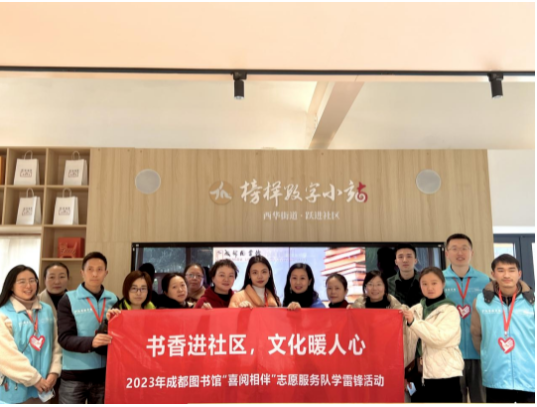 榜样数字小站
西华街道·跃进社区
书香进社区，文化暖人心
2023年成都图书馆“喜阅相伴”志愿服务队学雷锋活动